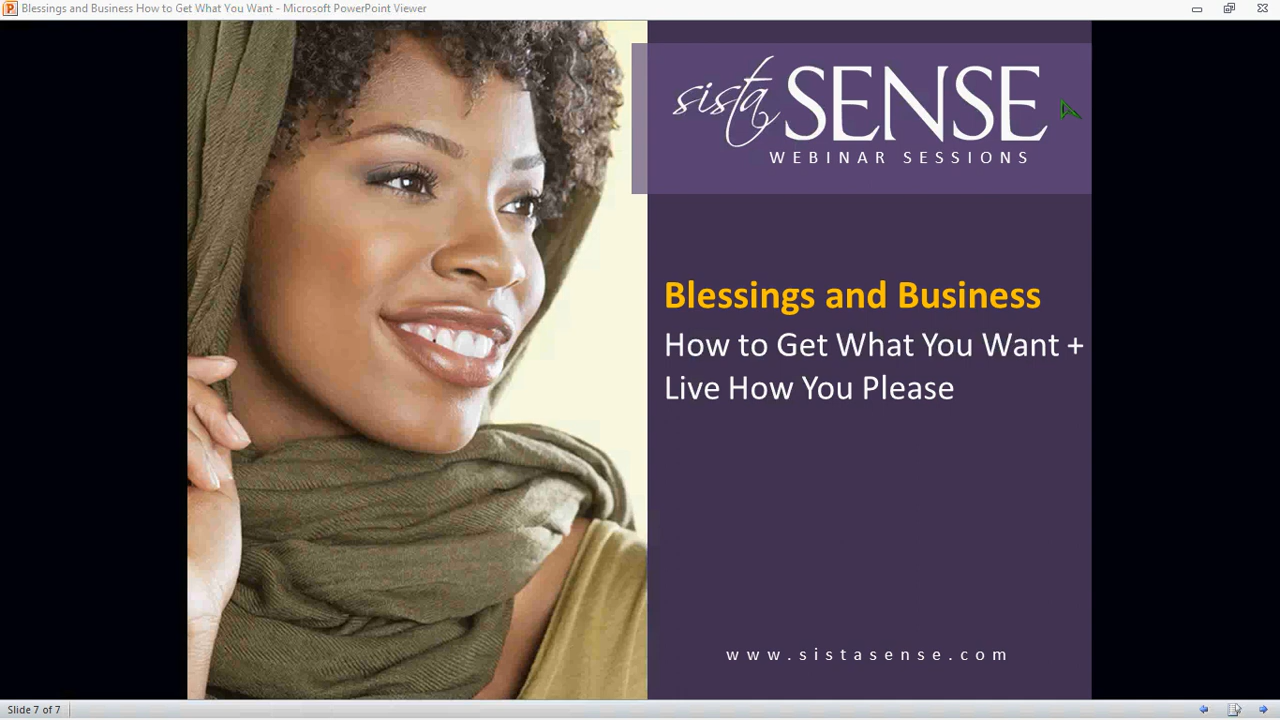 Blessings and Business How to Get What You Want - Microsoft PowerPoint Viewer
sista SENSE
WEBINAR SESSIONS
Blessings and Business
How to Get What You Want +
Live How You Please
www.sistasense.com
Slide 7 of 7